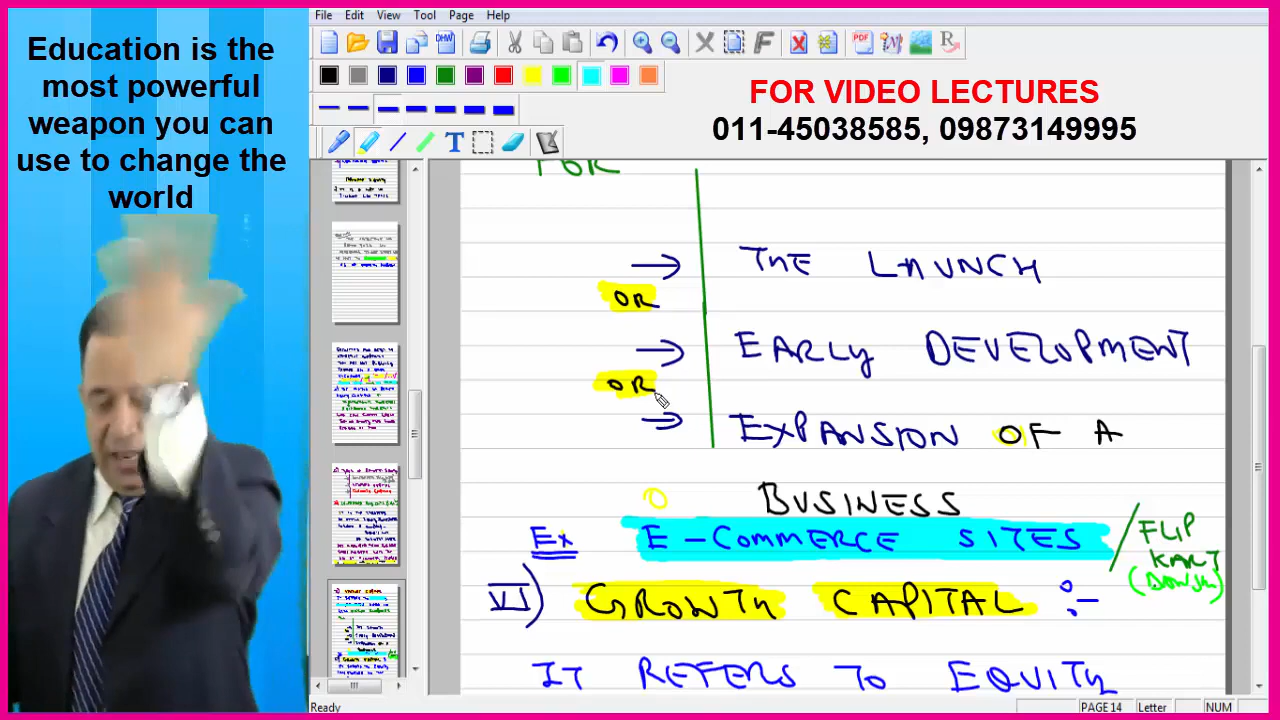 Education is the
most powerful
weapon you can
use to change the
world
File Edit View Tool Page Help
FOR VIDEO LECTURES
011-45038585, 09873149995
FOR
→ THE LAUNCH
OR
→ EARLY DEVELOPMENT
OR
→ EXPANSION OF A
BUSINESS
Ex E-COMMERCE SITES / FLIP
KART
VI) GROWTH CAPITAL :-
IT REFERS TO EQUITY
Ready PAGE 14 Letter NUM